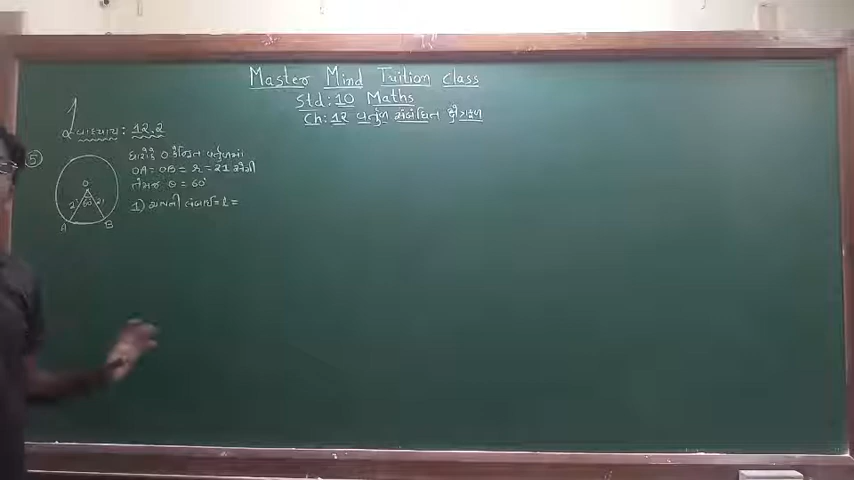 Master Mind Tuition Class
Std: 10 Maths
Ch: 12 વર્તુળ સંબંધિત ક્ષેત્રફળ
સ્વાધ્યાય: 12.2
5
ધારોકે O કેન્દ્રિત વર્તુળમાં
OA = OB = r = 21 સેમી
તેમજ θ = 60°
1) ચાપની લંબાઈ = l =
O
21 60 21
A B